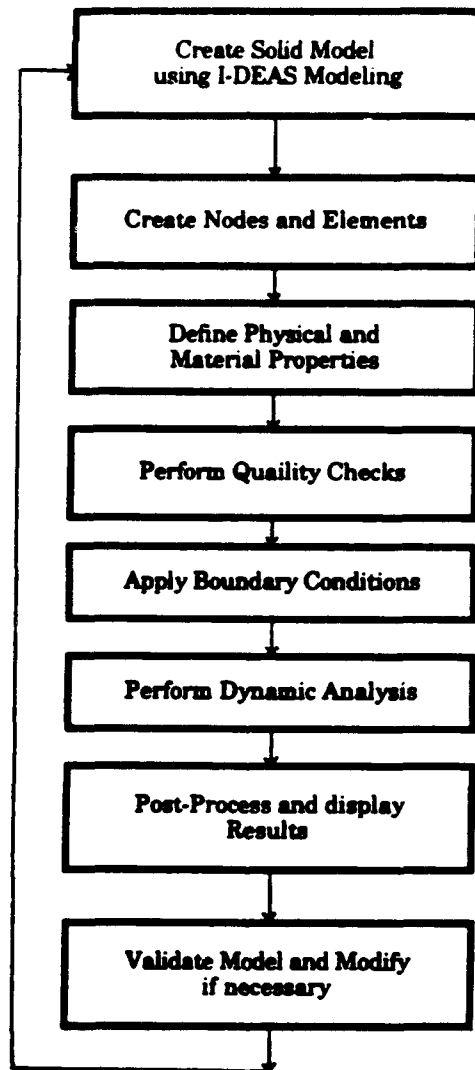 Create Solid Model
using I-DEAS Modeling
Create Nodes and Elements
Define Physical and
Material Properties
Perform Quaility Checks
Apply Boundary Conditions
Perform Dynamic Analysis
Post-Process and display
Results
Validate Model and Modify
if necessary